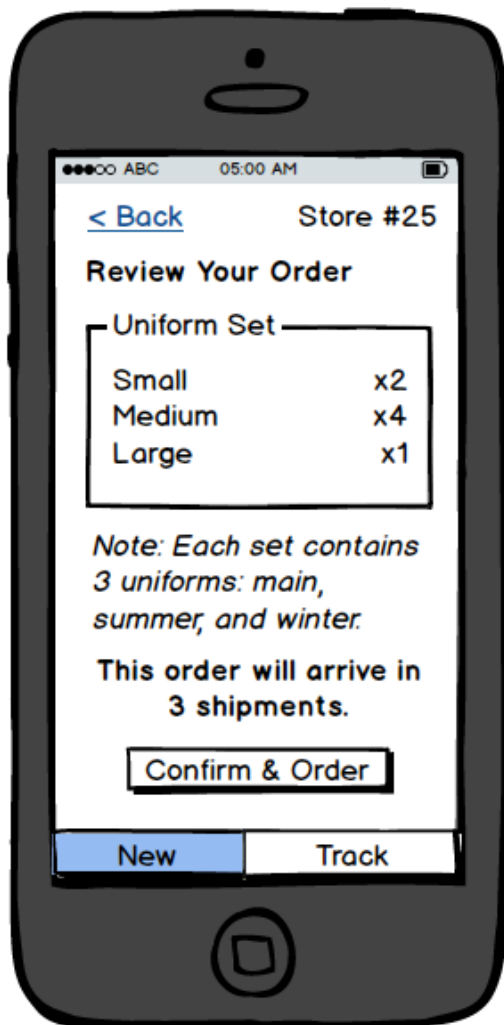 ABC 05:00 AM
< Back Store #25
Review Your Order
Uniform Set
Small x2
Medium x4
Large x1
Note: Each set contains
3 uniforms: main,
summer, and winter.
This order will arrive in
3 shipments.
Confirm & Order
New Track